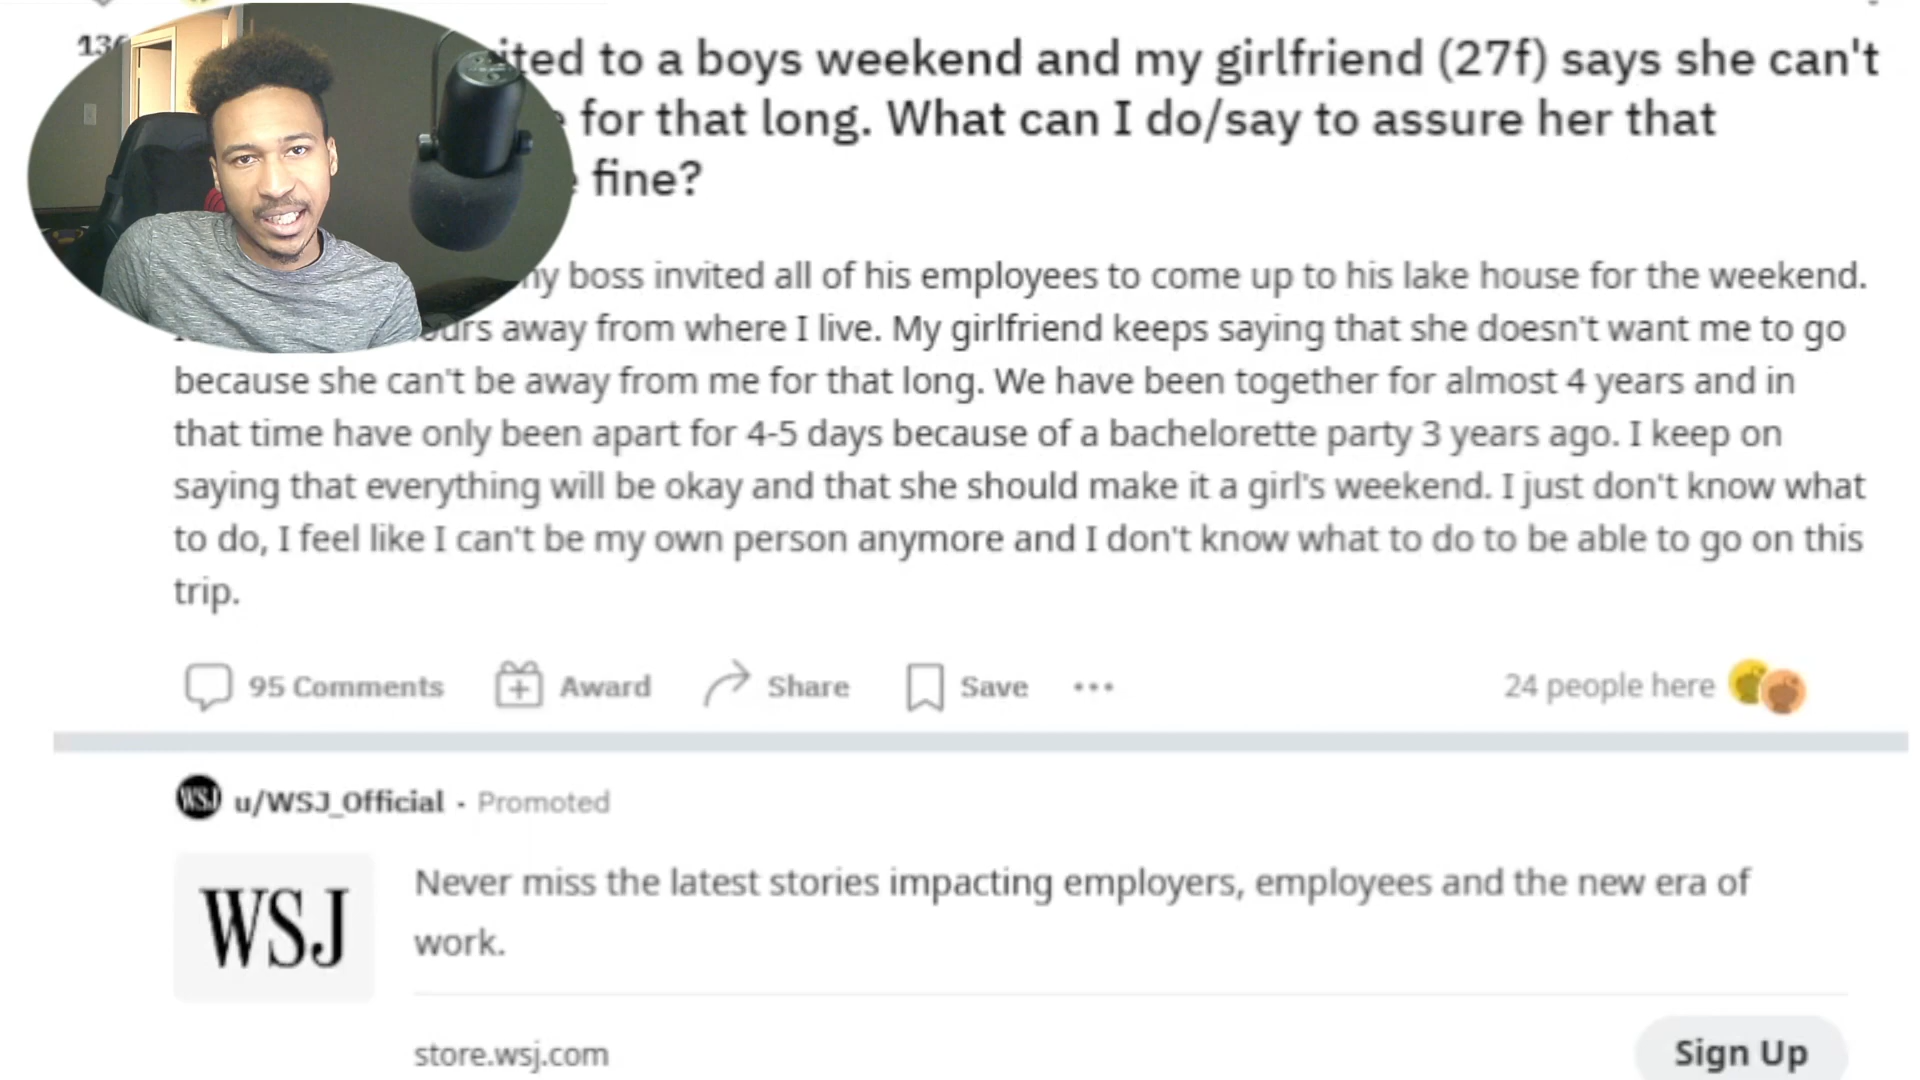 ited to a boys weekend and my girlfriend (27f) says she can't
for that long. What can I do/say to assure her that
fine?
my boss invited all of his employees to come up to his lake house for the weekend.
away from where I live. My girlfriend keeps saying that she doesn't want me to go
because she can't be away from me for that long. We have been together for almost 4 years and in
that time have only been apart for 4-5 days because of a bachelorette party 3 years ago. I keep on
saying that everything will be okay and that she should make it a girl's weekend. I just don't know what
to do, I feel like I can't be my own person anymore and I don't know what to do to be able to go on this
trip.
95 Comments Award Share Save ... 24 people here
WSJ u/WSJ_Official · Promoted
WSJ
Never miss the latest stories impacting employers, employees and the new era of
work.
store.wsj.com
Sign Up